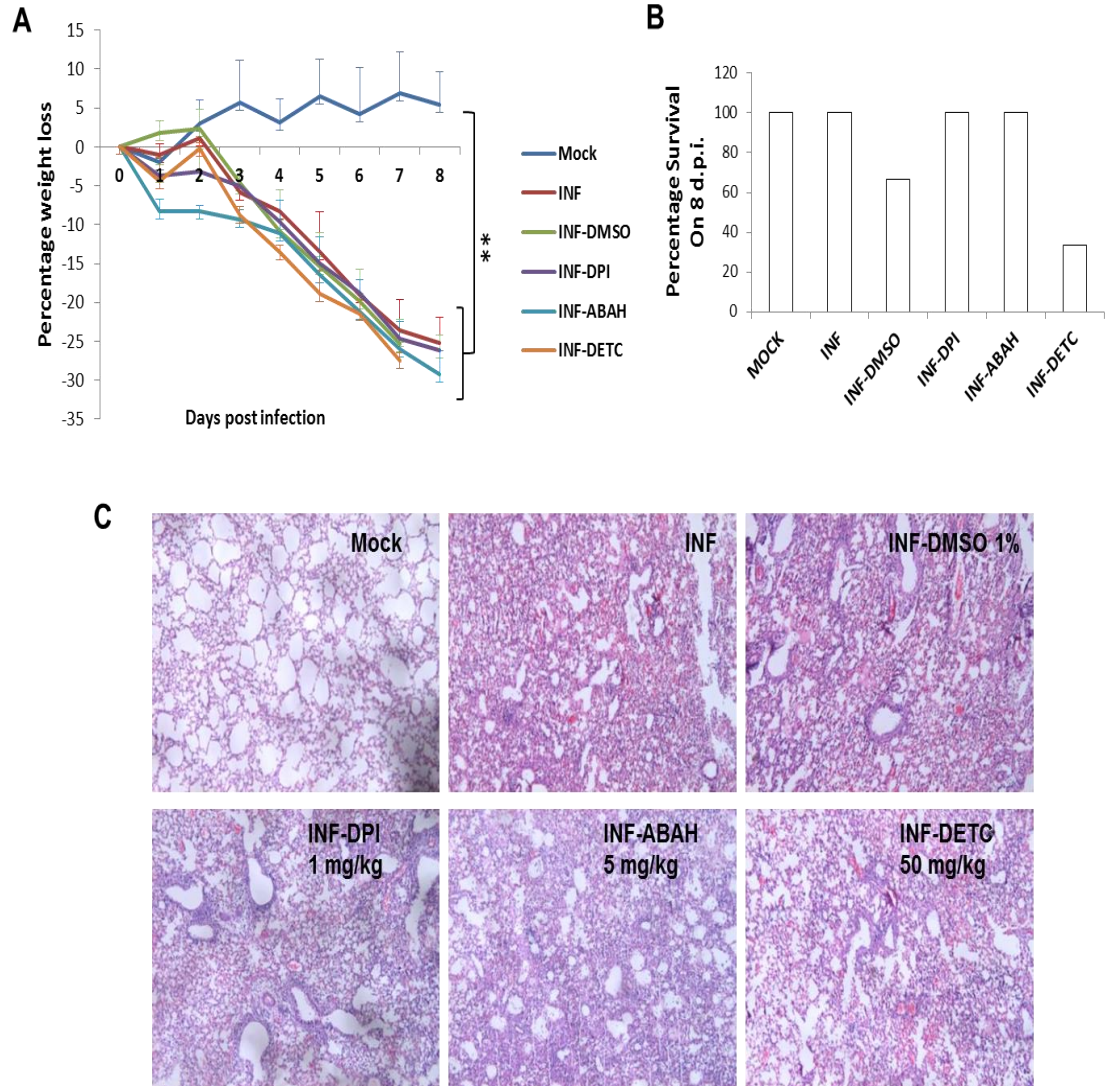 A
Percentage weight loss
15
10
5
0
-5
-10
-15
-20
-25
-30
-35
0 1 2 3 4 5 6 7 8
Days post infection
**
Mock
INF
INF-DMSO
INF-DPI
INF-ABAH
INF-DETC
B
Percentage Survival
On 8 d.p.i.
120
100
80
60
40
20
0
MOCK
INF
INF-DMSO
INF-DPI
INF-ABAH
INF-DETC
C
Mock
INF
INF-DMSO 1%
INF-DPI
1 mg/kg
INF-ABAH
5 mg/kg
INF-DETC
50 mg/kg